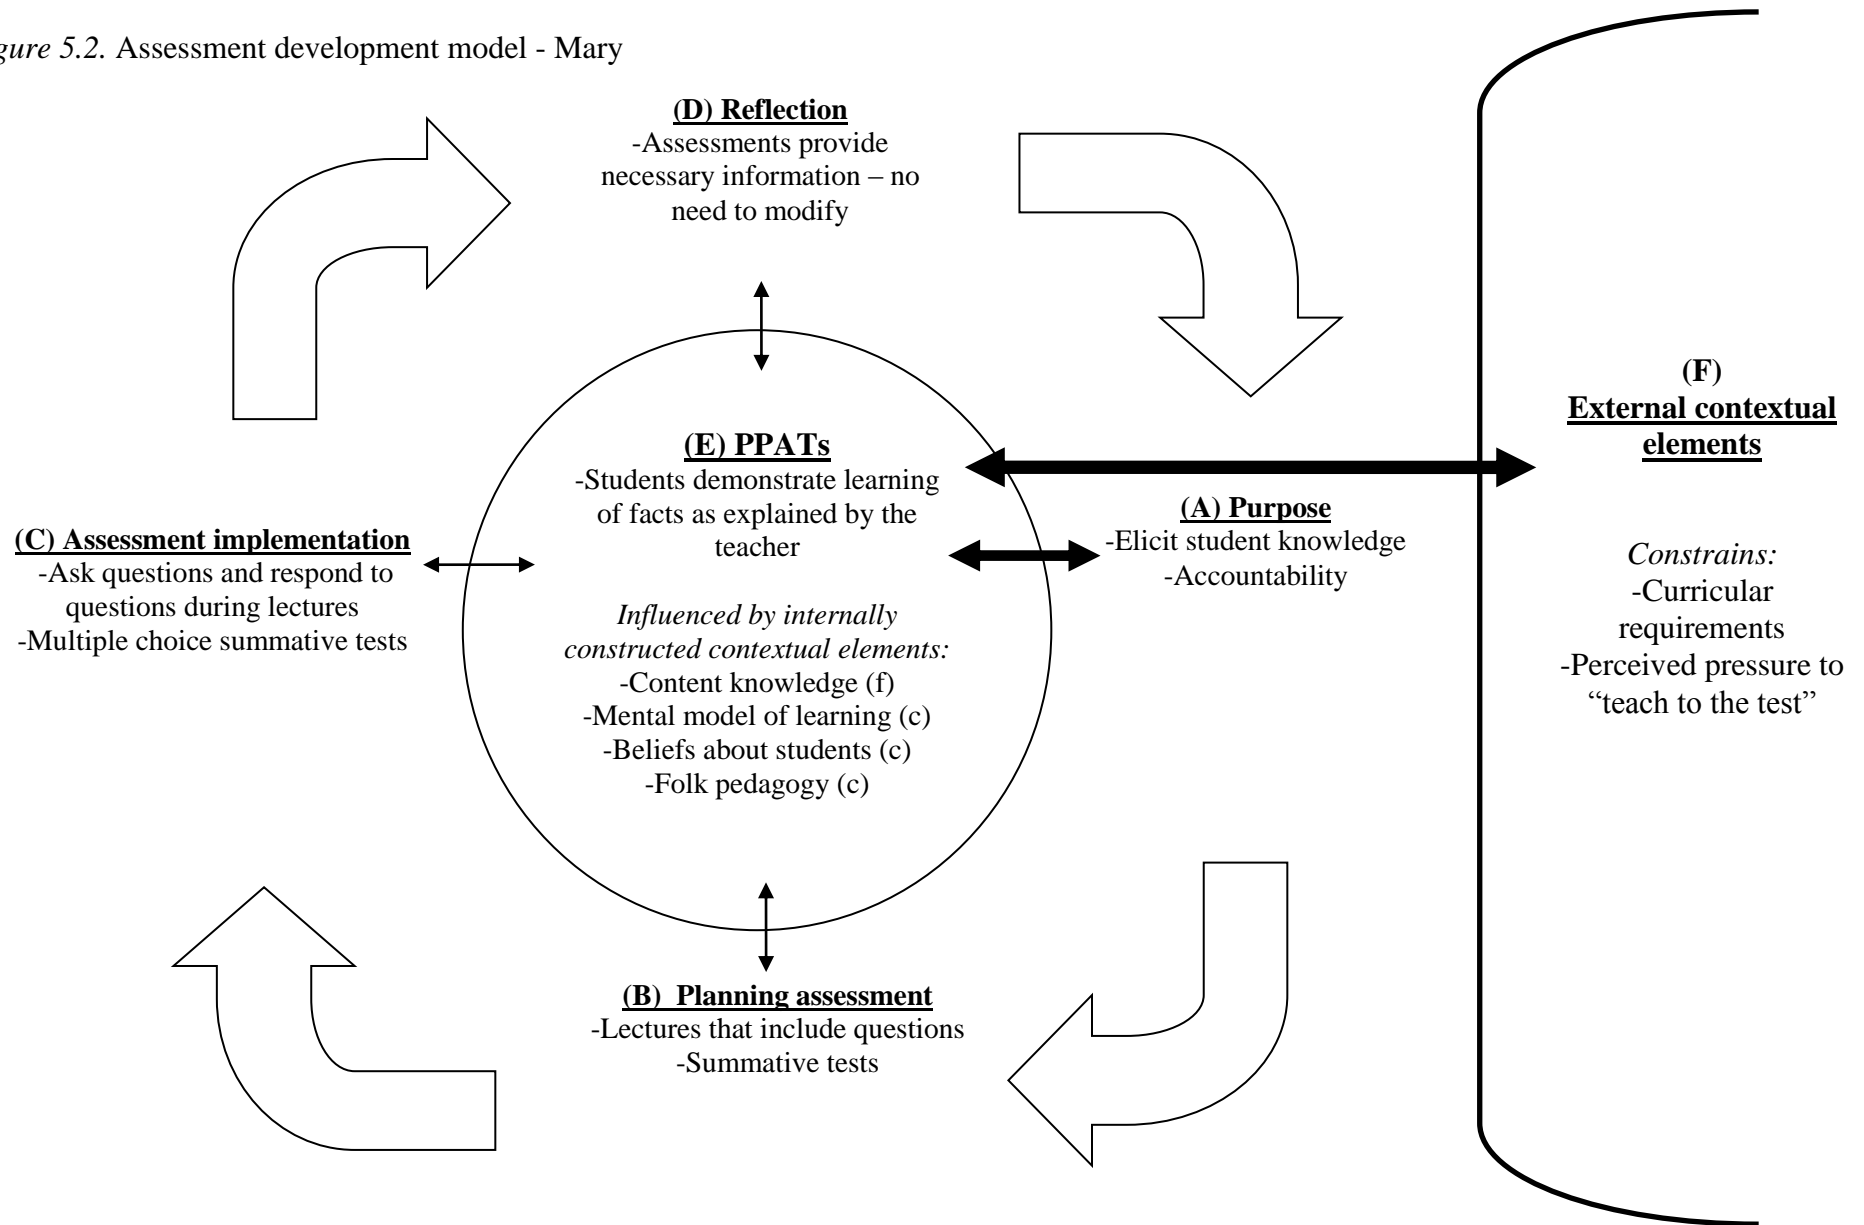 gure 5.2. Assessment development model - Mary
(D) Reflection
-Assessments provide
necessary information – no
need to modify
(E) PPATs
-Students demonstrate learning
of facts as explained by the
teacher
Influenced by internally
constructed contextual elements:
-Content knowledge (f)
-Mental model of learning (c)
-Beliefs about students (c)
-Folk pedagogy (c)
(C) Assessment implementation
-Ask questions and respond to
questions during lectures
-Multiple choice summative tests
(A) Purpose
-Elicit student knowledge
-Accountability
(B)  Planning assessment
-Lectures that include questions
-Summative tests
(F)
External contextual
elements
Constrains:
-Curricular
requirements
-Perceived pressure to
“teach to the test”